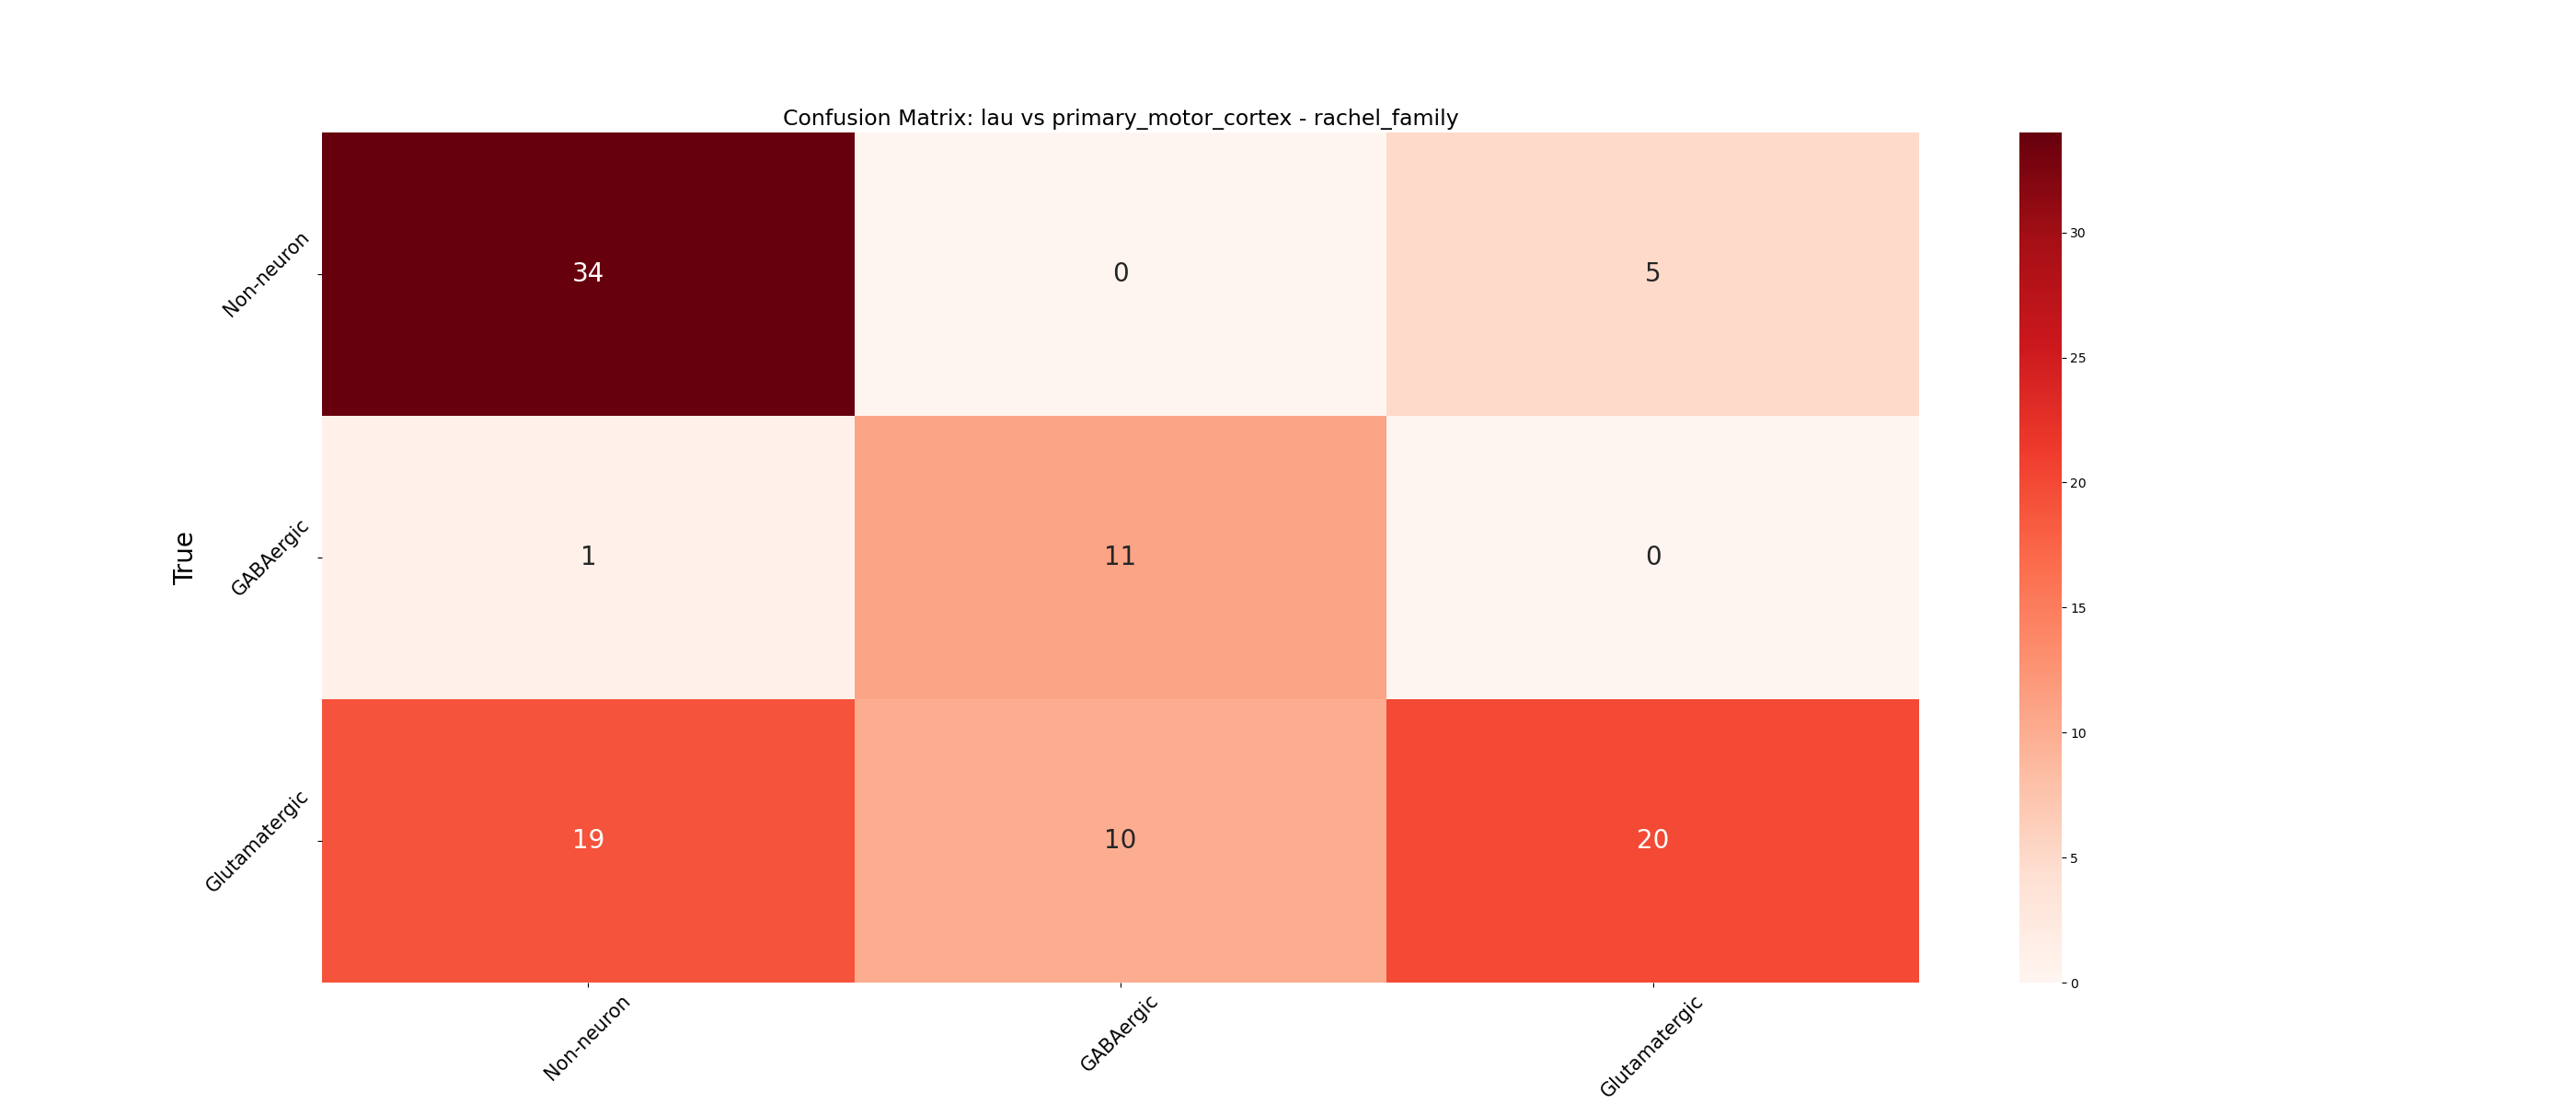 Confusion Matrix: lau vs primary_motor_cortex - rachel_family
True
Non-neuron
34
0
5
GABAergic
1
11
0
Glutamatergic
19
10
20
Non-neuron
GABAergic
Glutamatergic
30
25
20
15
10
5
0